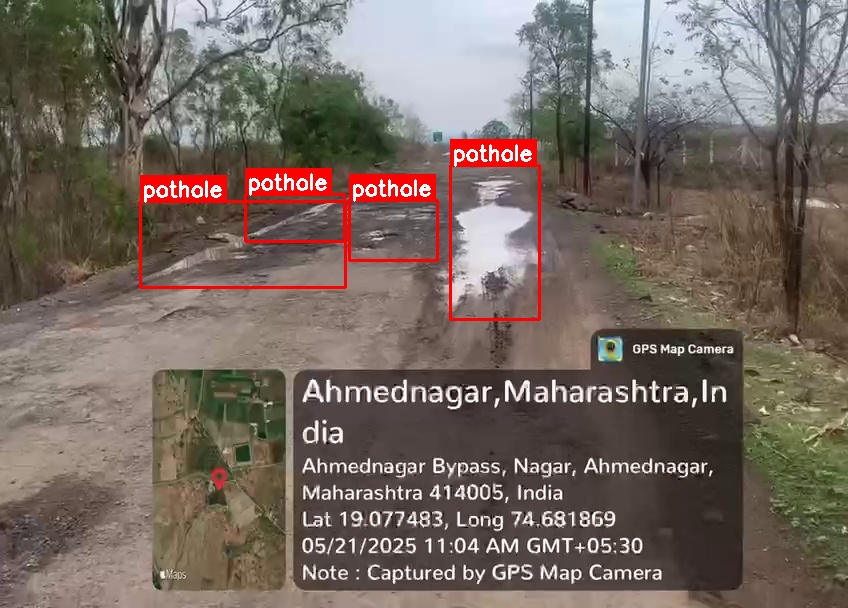 pothole
pothole
pothole
pothole
GPS Map Camera
Ahmednagar,Maharashtra,In
dia
Ahmednagar Bypass, Nagar, Ahmednagar,
Maharashtra 414005, India
Lat 19.077483, Long 74.681869
05/21/2025 11:04 AM GMT+05:30
Note : Captured by GPS Map Camera
Maps